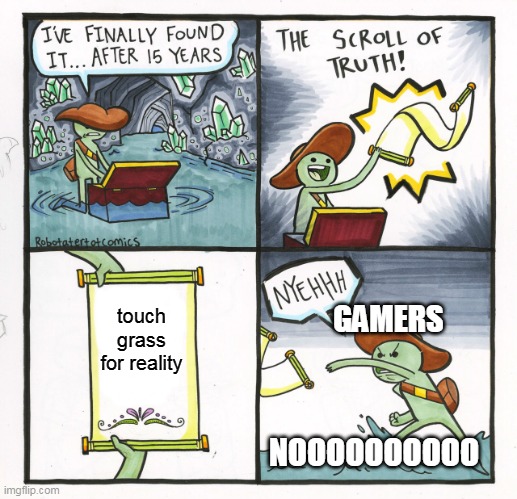 I'VE FINALLY FOUND
IT... AFTER 15 YEARS
THE SCROLL OF
TRUTH!
Robotatertotcomics
touch
grass
for reality
NYEHHH
GAMERS
NOOOOOOOOOO
imgflip.com